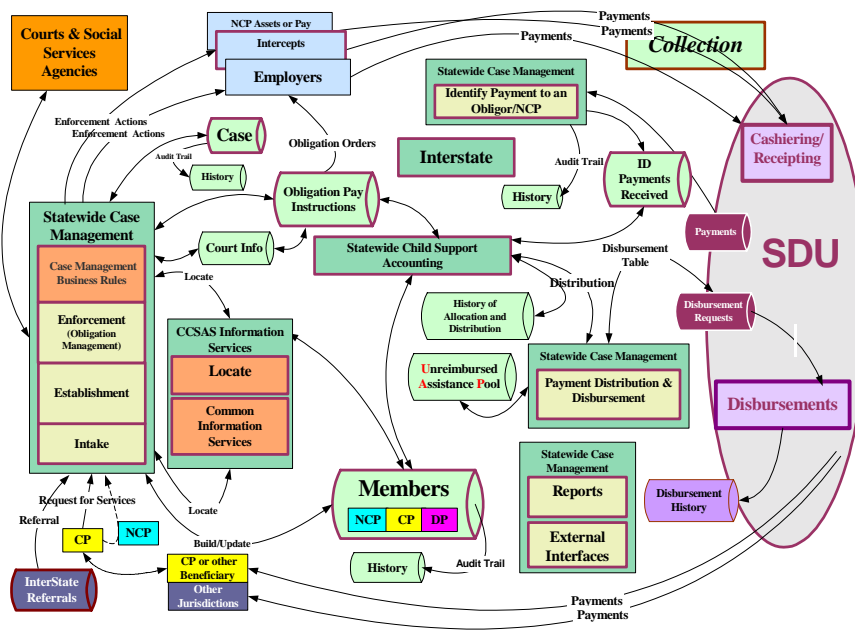 Courts & Social
Services
Agencies
NCP Assets or Pay
Intercepts
Employers
Payments
Payments
Payments
Collection
Statewide Case Management
Identify Payment to an
Obligor/NCP
Cashiering/
Receipting
Enforcement Actions
Enforcement Actions
Case
Audit Trail
History
Obligation Orders
Obligation Pay
Instructions
Interstate
Audit Trail
History
ID
Payments
Received
Statewide Case
Management
Case Management
Business Rules
Enforcement
(Obligation
Management)
Establishment
Intake
Court Info
Locate
Statewide Child Support
Accounting
Disbursement
Table
Distribution
Payments
SDU
Disbursement
Requests
CCSAS Information
Services
Locate
Common
Information
Services
History of
Allocation and
Distribution
Unreimbursed
Assistance Pool
Statewide Case Management
Payment Distribution &
Disbursement
Disbursements
Members
NCP
CP
DP
Statewide Case
Management
Reports
External
Interfaces
Disbursement
History
Request for Services
Locate
Referral
CP
NCP
Build/Update
Audit Trail
History
InterState
Referrals
CP or other
Beneficiary
Other
Jurisdictions
Payments
Payments